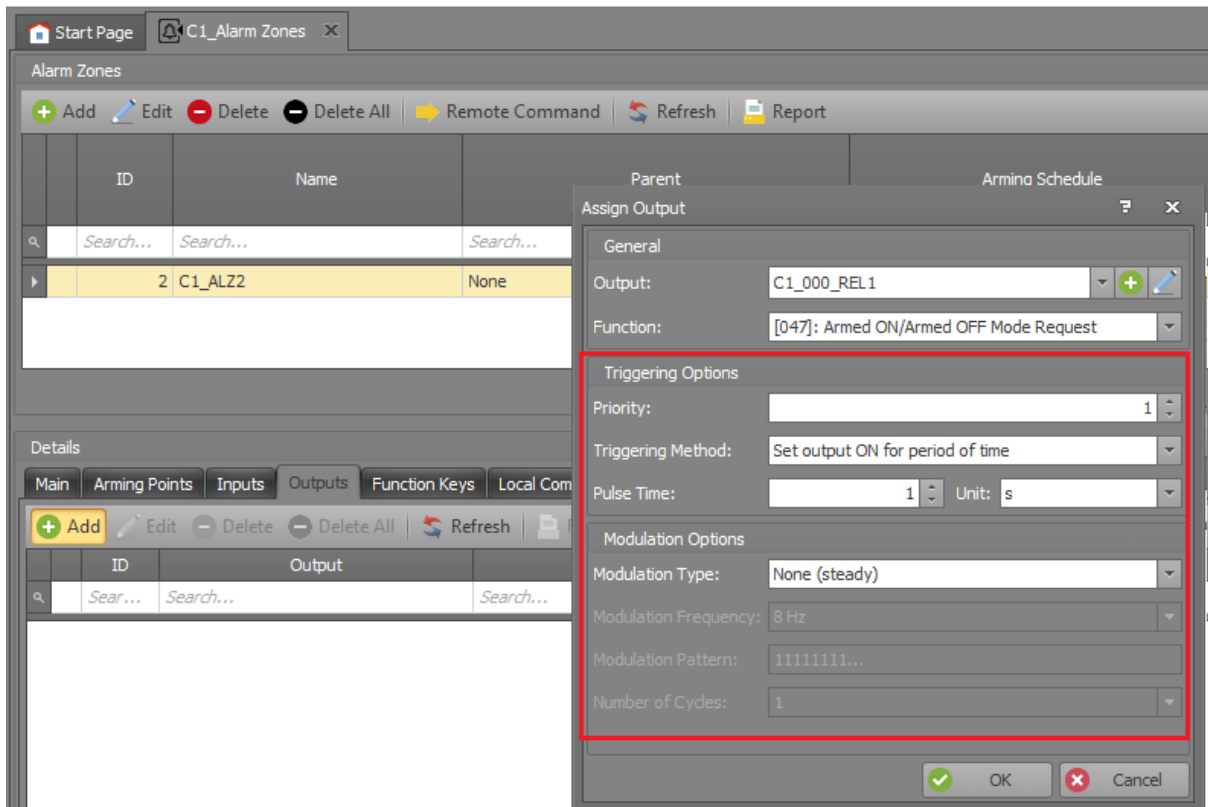 Start Page C1_Alarm Zones
Alarm Zones
Add Edit Delete Delete All Remote Command Refresh Report
ID Name Parent Arming Schedule
Search... Search... Search...
2 C1_ALZ2 None
Assign Output
General
Output: C1_000_REL1
Function: [047]: Armed ON/Armed OFF Mode Request
Triggering Options
Priority: 1
Triggering Method: Set output ON for period of time
Pulse Time: 1 Unit: s
Modulation Options
Modulation Type: None (steady)
Modulation Frequency: 8 Hz
Modulation Pattern: 11111111...
Number of Cycles: 1
OK Cancel
Details
Main Arming Points Inputs Outputs Function Keys Local Com
Add Edit Delete Delete All Refresh
ID Output
Sear... Search... Search...